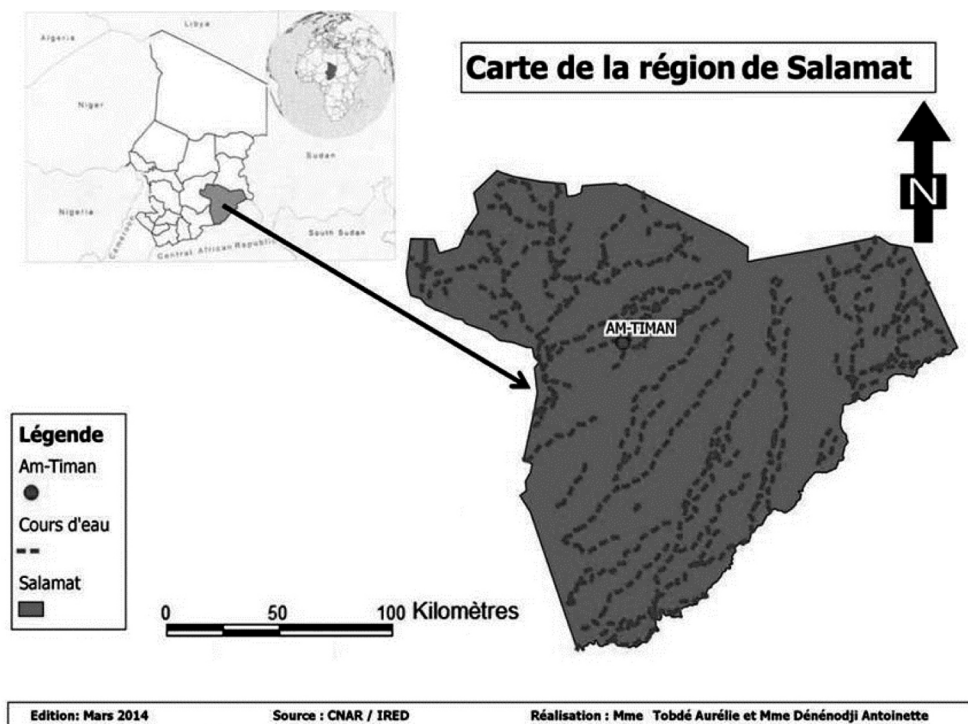 Libya
Algeria
Niger
Sudan
Nigeria
Cameroon
Central African Republic
South Sudan
Carte de la région de Salamat
N
AM-TIMAN
Légende
Am-Timan
Cours d'eau
Salamat
0 50 100 Kilomètres
Edition: Mars 2014 Source : CNAR / IRED Réalisation : Mme Tobdé Aurélie et Mme Dénénodji Antoinette